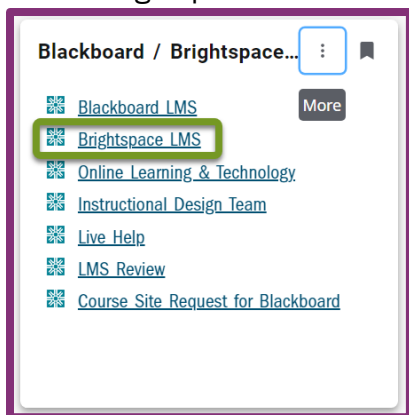 Blackboard / Brightspace...
More
Blackboard LMS
Brightspace LMS
Online Learning & Technology
Instructional Design Team
Live Help
LMS Review
Course Site Request for Blackboard